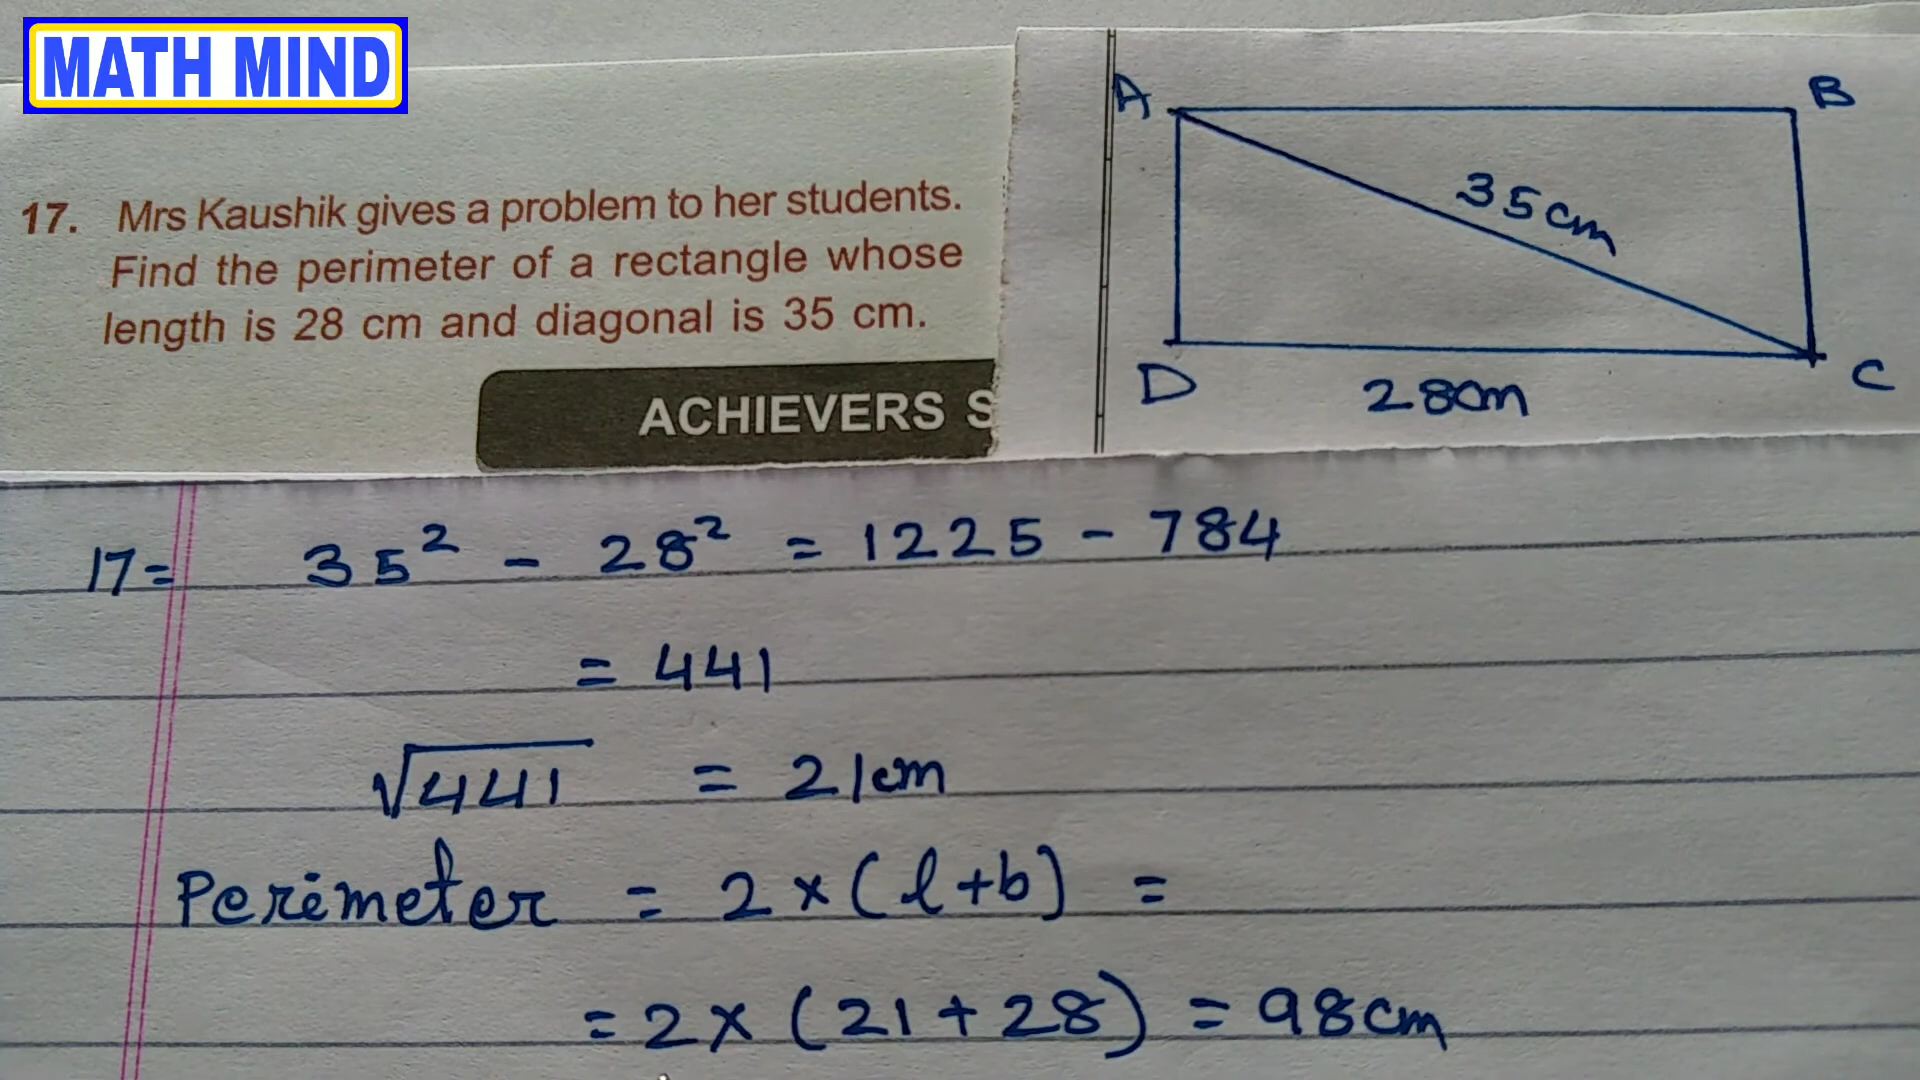 MATH MIND
17. Mrs Kaushik gives a problem to her students.
Find the perimeter of a rectangle whose
length is 28 cm and diagonal is 35 cm.
ACHIEVERS S
A
B
35cm
D
28cm
C
17= 35² - 28² = 1225 - 784
= 441
√441 = 21cm
Perimeter = 2×(l+b) =
= 2×(21+28) = 98cm